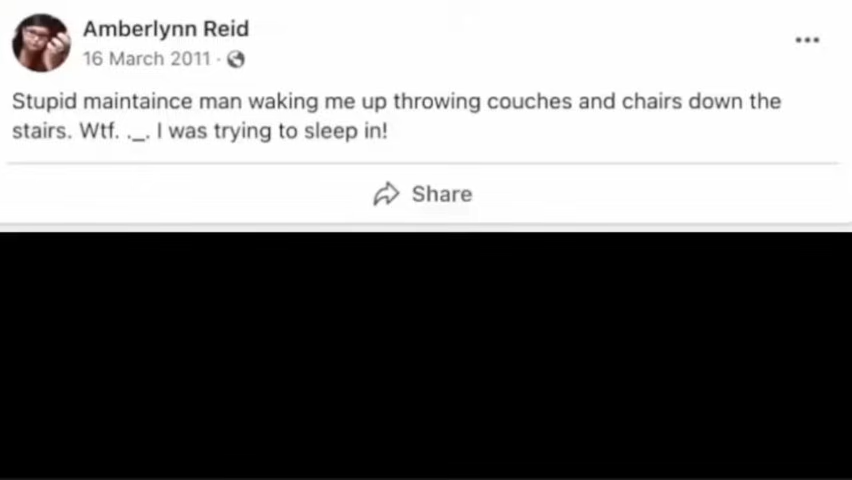 Amberlynn Reid
16 March 2011 ·
Stupid maintaince man waking me up throwing couches and chairs down the
stairs. Wtf. ._. I was trying to sleep in!
Share